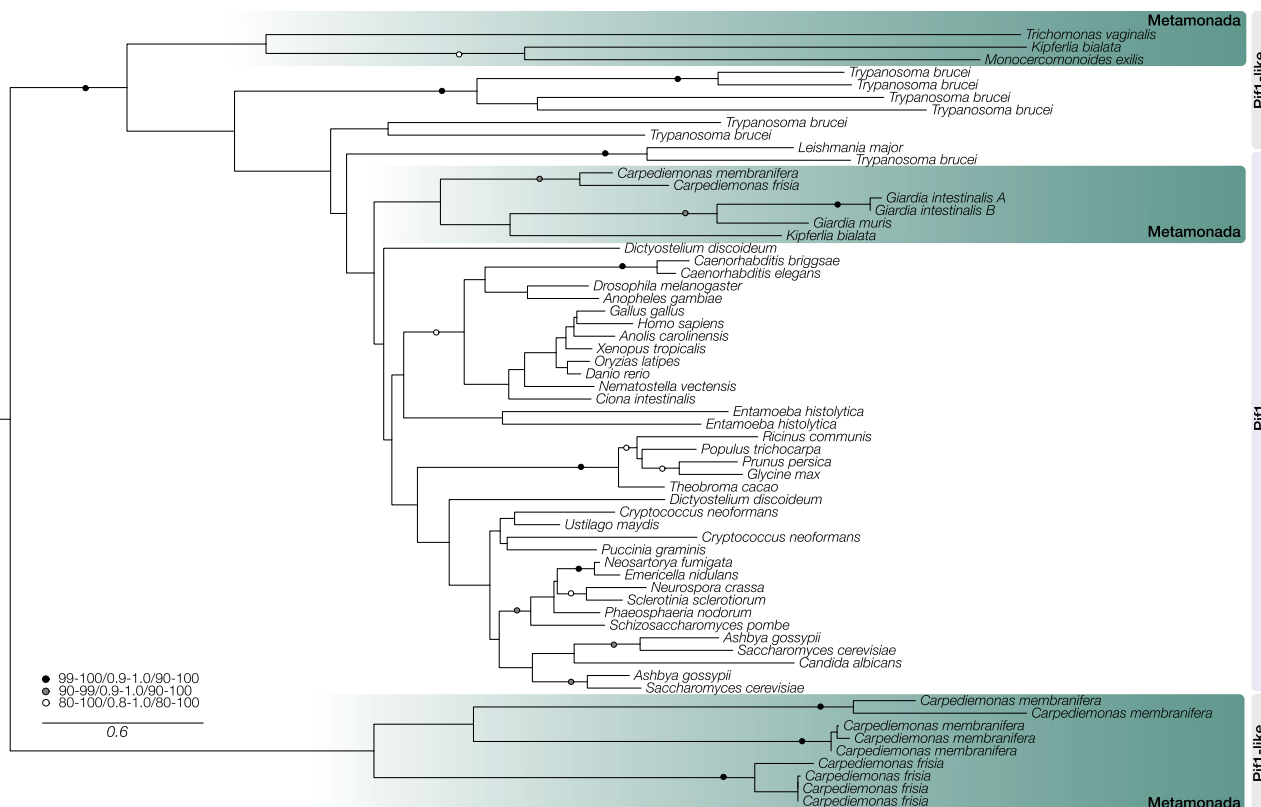 Metamonada
Trichomonas vaginalis
Kipferlia bialata
Monocercomonoides exilis
Pif1-like
Trypanosoma brucei
Trypanosoma brucei
Trypanosoma brucei
Trypanosoma brucei
Trypanosoma brucei
Trypanosoma brucei
Leishmania major
Trypanosoma brucei
Carpediemonas membranifera
Carpediemonas frisia
Giardia intestinalis A
Giardia intestinalis B
Giardia muris
Kipferlia bialata
Metamonada
Dictyostelium discoideum
Caenorhabditis briggsae
Caenorhabditis elegans
Drosophila melanogaster
Anopheles gambiae
Gallus gallus
Homo sapiens
Anolis carolinensis
Xenopus tropicalis
Oryzias latipes
Danio rerio
Nematostella vectensis
Ciona intestinalis
Entamoeba histolytica
Entamoeba histolytica
Pif1
Ricinus communis
Populus trichocarpa
Prunus persica
Glycine max
Theobroma cacao
Dictyostelium discoideum
Cryptococcus neoformans
Ustilago maydis
Cryptococcus neoformans
Puccinia graminis
Neosartorya fumigata
Emericella nidulans
Neurospora crassa
Sclerotinia sclerotiorum
Phaeosphaeria nodorum
Schizosaccharomyces pombe
Ashbya gossypii
Saccharomyces cerevisiae
Candida albicans
Ashbya gossypii
Saccharomyces cerevisiae
99-100/0.9-1.0/90-100
90-99/0.9-1.0/90-100
80-100/0.8-1.0/80-100
0.6
Carpediemonas membranifera
Carpediemonas membranifera
Carpediemonas membranifera
Carpediemonas membranifera
Carpediemonas membranifera
Carpediemonas frisia
Carpediemonas frisia
Carpediemonas frisia
Carpediemonas frisia
Metamonada
Pif1-like